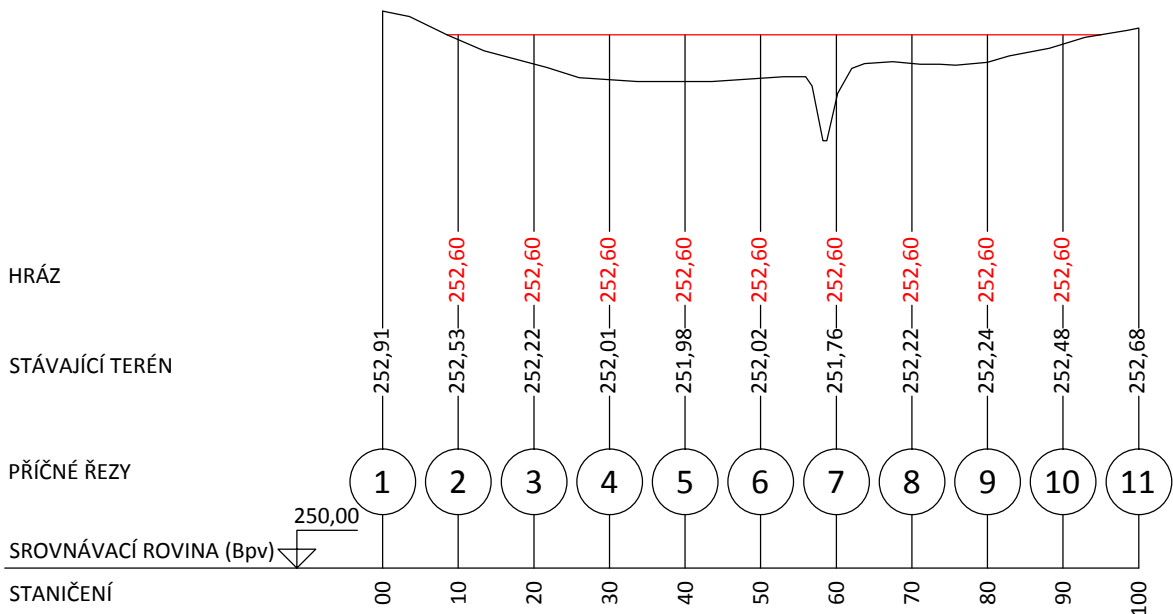 HRÁZ
252,60 252,60 252,60 252,60 252,60 252,60 252,60 252,60 252,60
STÁVAJÍCÍ TERÉN
252,91 252,53 252,22 252,01 251,98 252,02 251,76 252,22 252,24 252,48 252,68
PŘÍČNÉ ŘEZY
1 2 3 4 5 6 7 8 9 10 11
250,00
SROVNÁVACÍ ROVINA (Bpv)
STANIČENÍ
00 10 20 30 40 50 60 70 80 90 100